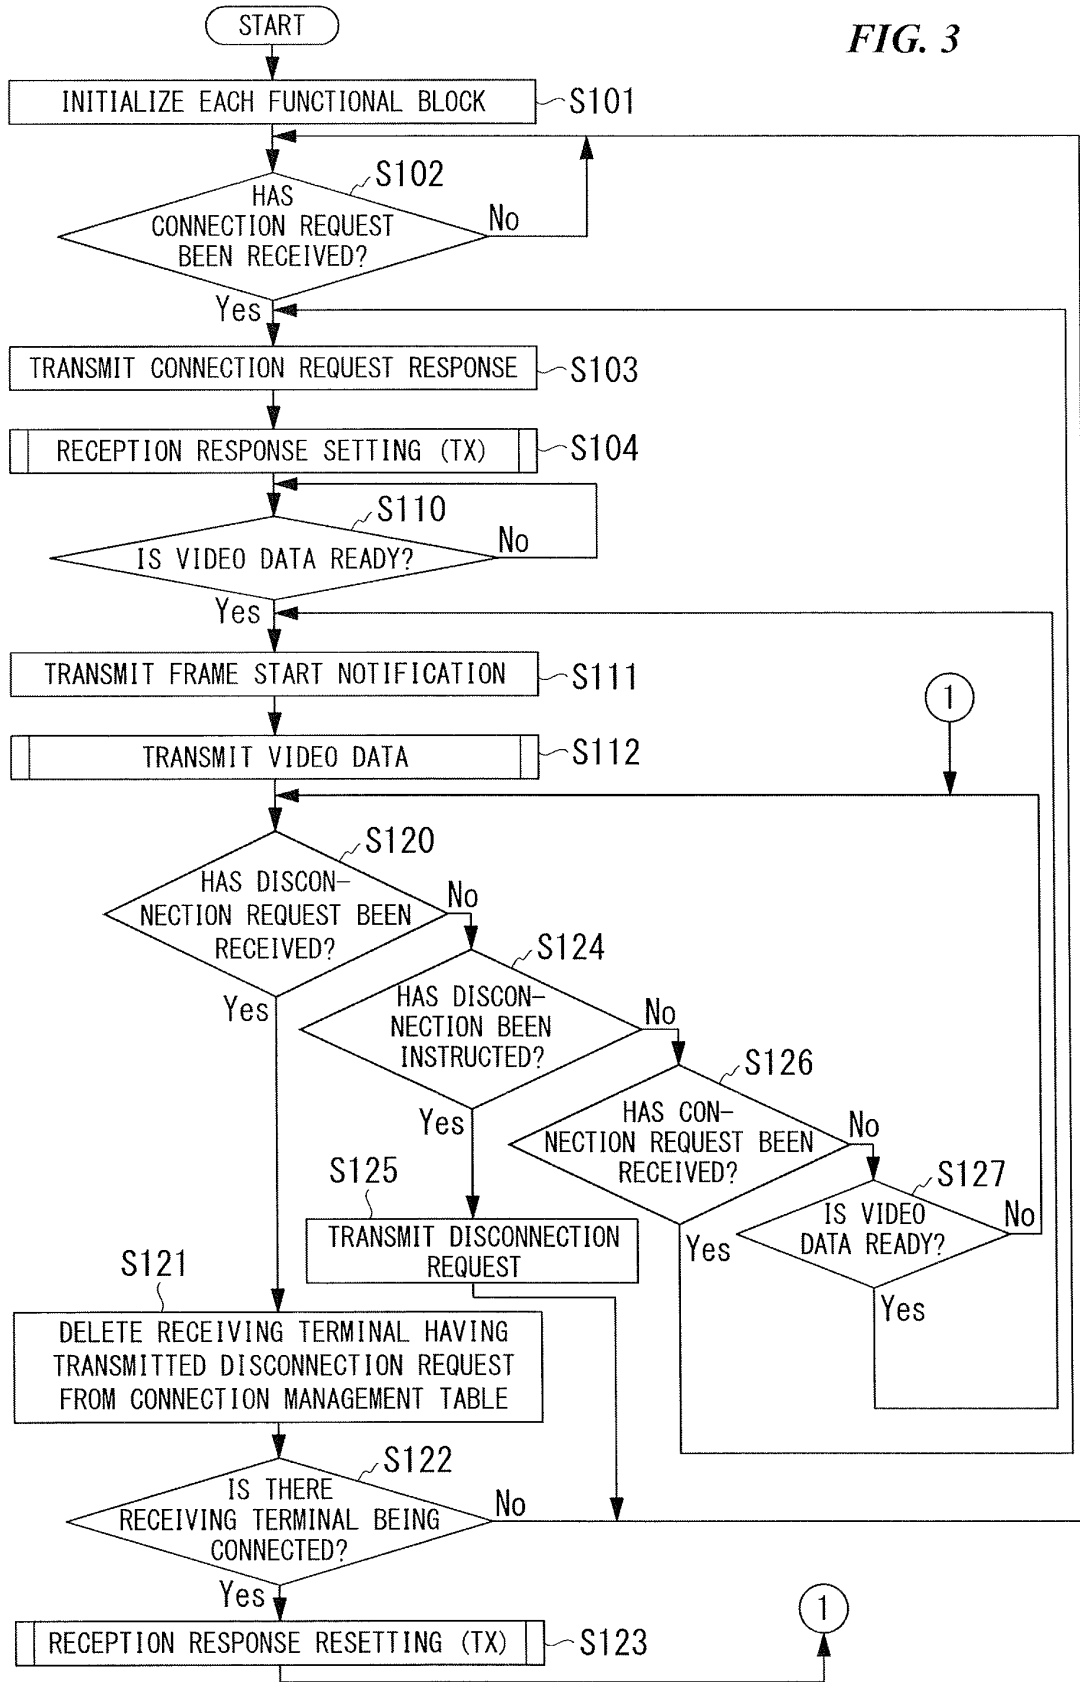 START
FIG. 3
INITIALIZE EACH FUNCTIONAL BLOCK
S101
S102
HAS
CONNECTION REQUEST
BEEN RECEIVED?
No
Yes
TRANSMIT CONNECTION REQUEST RESPONSE
S103
RECEPTION RESPONSE SETTING (TX)
S104
S110
IS VIDEO DATA READY?
No
Yes
TRANSMIT FRAME START NOTIFICATION
S111
1
TRANSMIT VIDEO DATA
S112
S120
HAS DISCON-
NECTION REQUEST BEEN
RECEIVED?
No
Yes
S124
HAS DISCON-
NECTION BEEN
INSTRUCTED?
No
Yes
S126
HAS CON-
NECTION REQUEST BEEN
RECEIVED?
No
Yes
S127
IS VIDEO
DATA READY?
No
Yes
S125
TRANSMIT DISCONNECTION
REQUEST
S121
DELETE RECEIVING TERMINAL HAVING
TRANSMITTED DISCONNECTION REQUEST
FROM CONNECTION MANAGEMENT TABLE
S122
IS THERE
RECEIVING TERMINAL BEING
CONNECTED?
No
Yes
RECEPTION RESPONSE RESETTING (TX)
S123
1